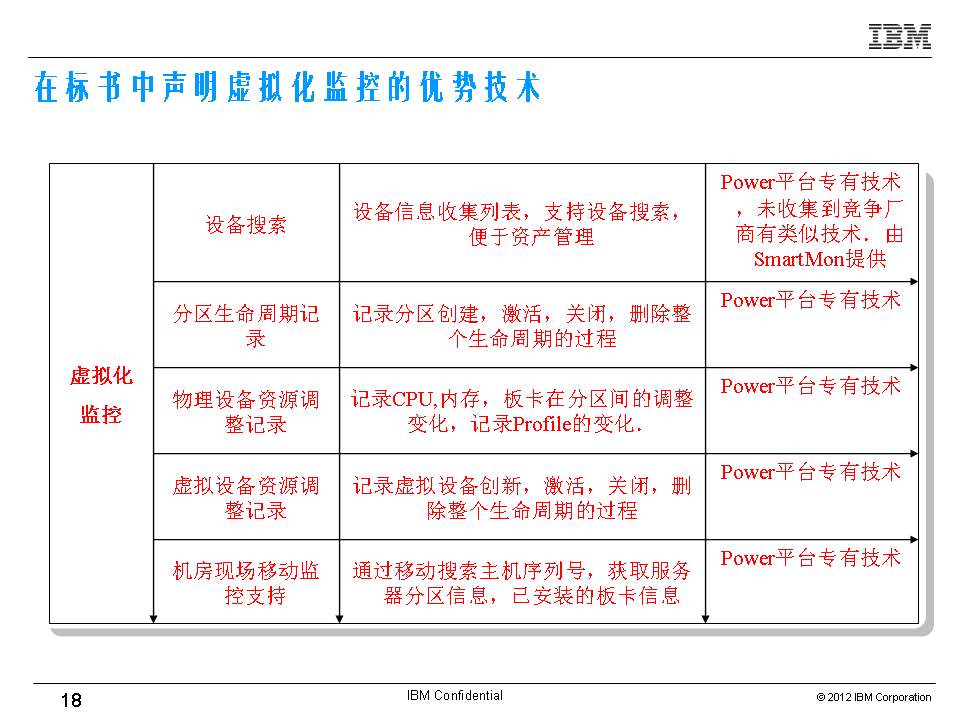 IBM
在标书中声明虚拟化监控的优势技术
虚拟化
监控
设备搜索
设备信息收集列表，支持设备搜索，
便于资产管理
Power平台专有技术
，未收集到竞争厂
商有类似技术．由
SmartMon提供
分区生命周期记
录
记录分区创建，激活，关闭，删除整
个生命周期的过程
Power平台专有技术
物理设备资源调
整记录
记录CPU,内存，板卡在分区间的调整
变化，记录Profile的变化．
Power平台专有技术
虚拟设备资源调
整记录
记录虚拟设备创新，激活，关闭，删
除整个生命周期的过程
Power平台专有技术
机房现场移动监
控支持
通过移动搜索主机序列号，获取服务
器分区信息，已安装的板卡信息
Power平台专有技术
18
IBM Confidential
© 2012 IBM Corporation